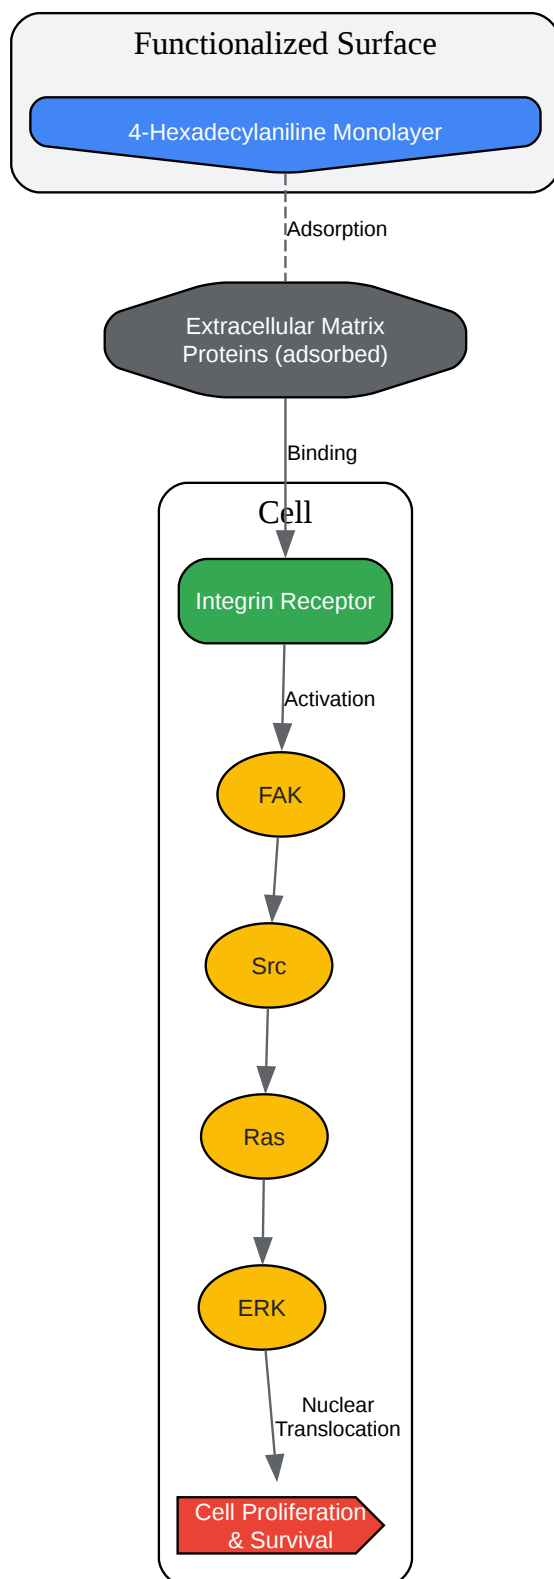 Functionalized Surface
4-Hexadecylaniline Monolayer
Adsorption
Extracellular Matrix
Proteins (adsorbed)
Binding
Cell
Integrin Receptor
Activation
FAK
Src
Ras
ERK
Nuclear
Translocation
Cell Proliferation
& Survival